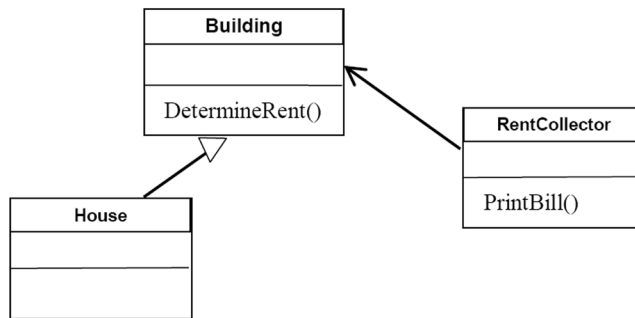 Building
DetermineRent()
RentCollector
PrintBill()
House